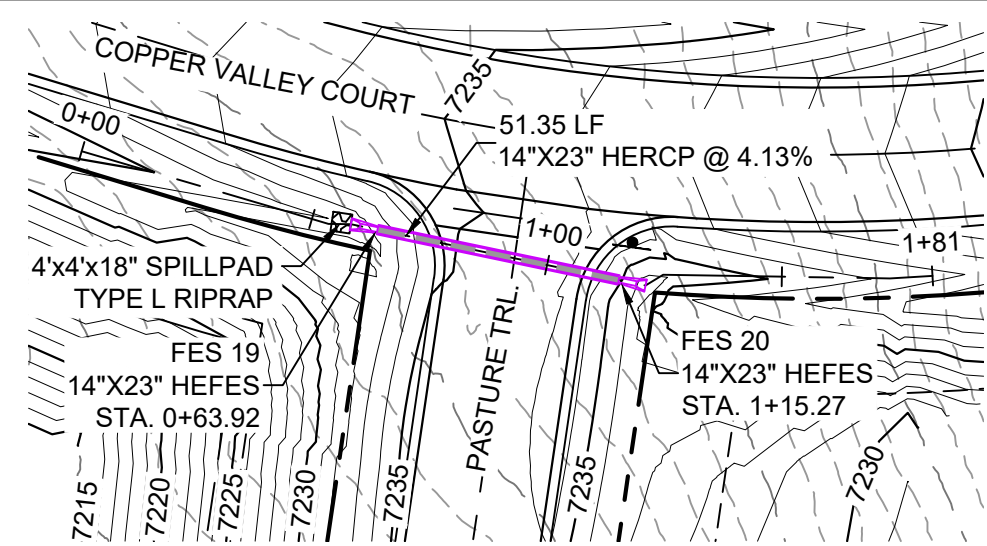 COPPER VALLEY COURT
7235
0+00
51.35 LF
14"X23" HERCP @ 4.13%
1+00
1+81
4'x4'x18" SPILLPAD
TYPE L RIPRAP
FES 19
14"X23" HEFES
STA. 0+63.92
FES 20
14"X23" HEFES
STA. 1+15.27
PASTURE TRL.
7215
7220
7225
7230
7235
7235
7230